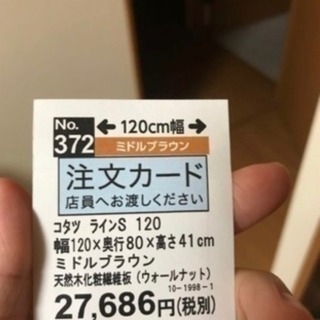 No.
372
←120cm幅→
ミドルブラウン
注文カード
店員へお渡しください
コタツ ラインS 120
幅120×奥行80×高さ41cm
ミドルブラウン
天然木化粧繊維板（ウォールナット）
10-1998-1
27,686円(税別)